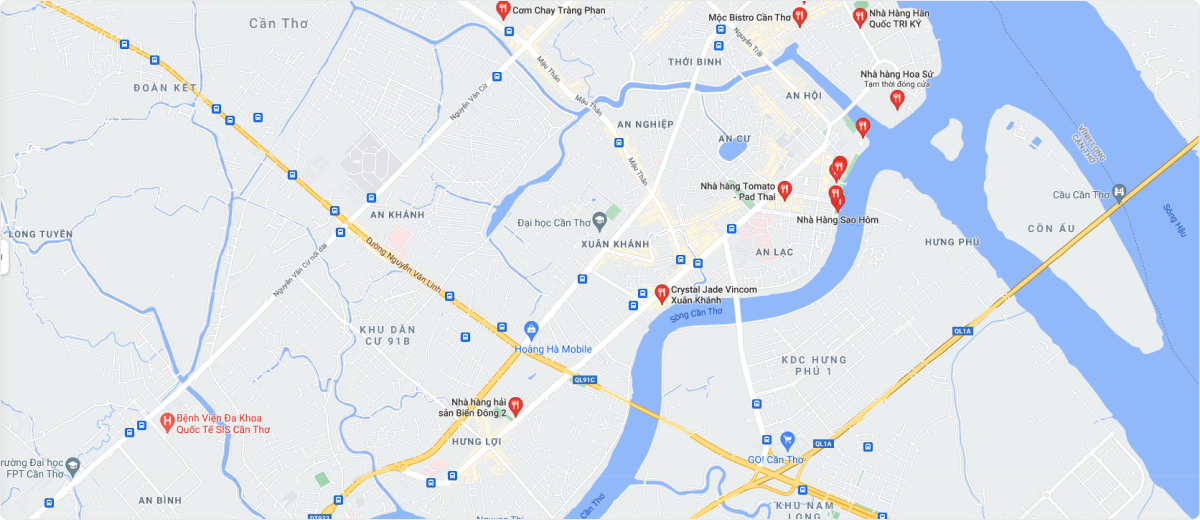 Cơm Chay Tràng Phan
Mộc Bistro Cần Thơ
Nhà Hàng Hàn
Quốc TRI KỶ
Cần Thơ
Nguyễn Trãi
THỚI BÌNH
Mậu Thân
Nhà hàng Hoa Sứ
Tạm thời đóng cửa
ĐOÀN KẾT
Nguyễn Văn Cừ
Mậu Thân
AN HỘI
AN NGHIỆP
AN CƯ
VĨNH LONG
CẦN THƠ
Mậu Thân
Nhà hàng Tomato
- Pad Thai
Cầu Cần Thơ
Sông Hậu
AN KHÁNH
Đại học Cần Thơ
Nhà Hàng Sao Hôm
LONG TUYỀN
XUÂN KHÁNH
AN LẠC
HƯNG PHÚ
CỒN ẤU
Nguyễn Văn Cừ nối dài
Đường Nguyễn Văn Linh
Crystal Jade Vincom
Xuân Khánh
Sông Cần Thơ
KHU DÂN
CƯ 91B
Hoàng Hà Mobile
QL1A
KDC HƯNG
PHÚ 1
QL91C
Nhà hàng hải
sản Biển Đông 2
Bệnh Viện Đa Khoa
Quốc Tế SIS Cần Thơ
HƯNG LỢI
QL1A
GO! Cần Thơ
rường Đại học
FPT Cần Thơ
AN BÌNH
Cần Thơ
KHU NAM
LONG